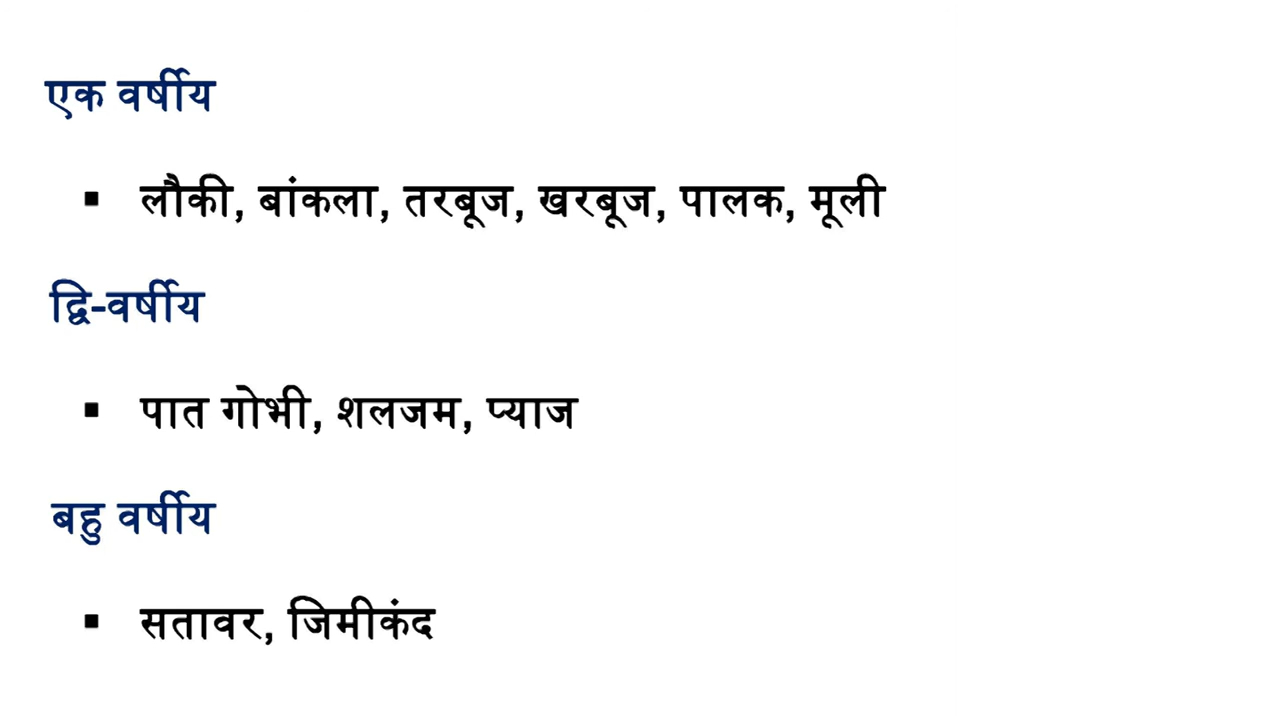 एक वर्षीय
▪ लौकी, बांकला, तरबूज, खरबूज, पालक, मूली
द्वि-वर्षीय
▪ पात गोभी, शलजम, प्याज
बहु वर्षीय
▪ सतावर, जिमीकंद